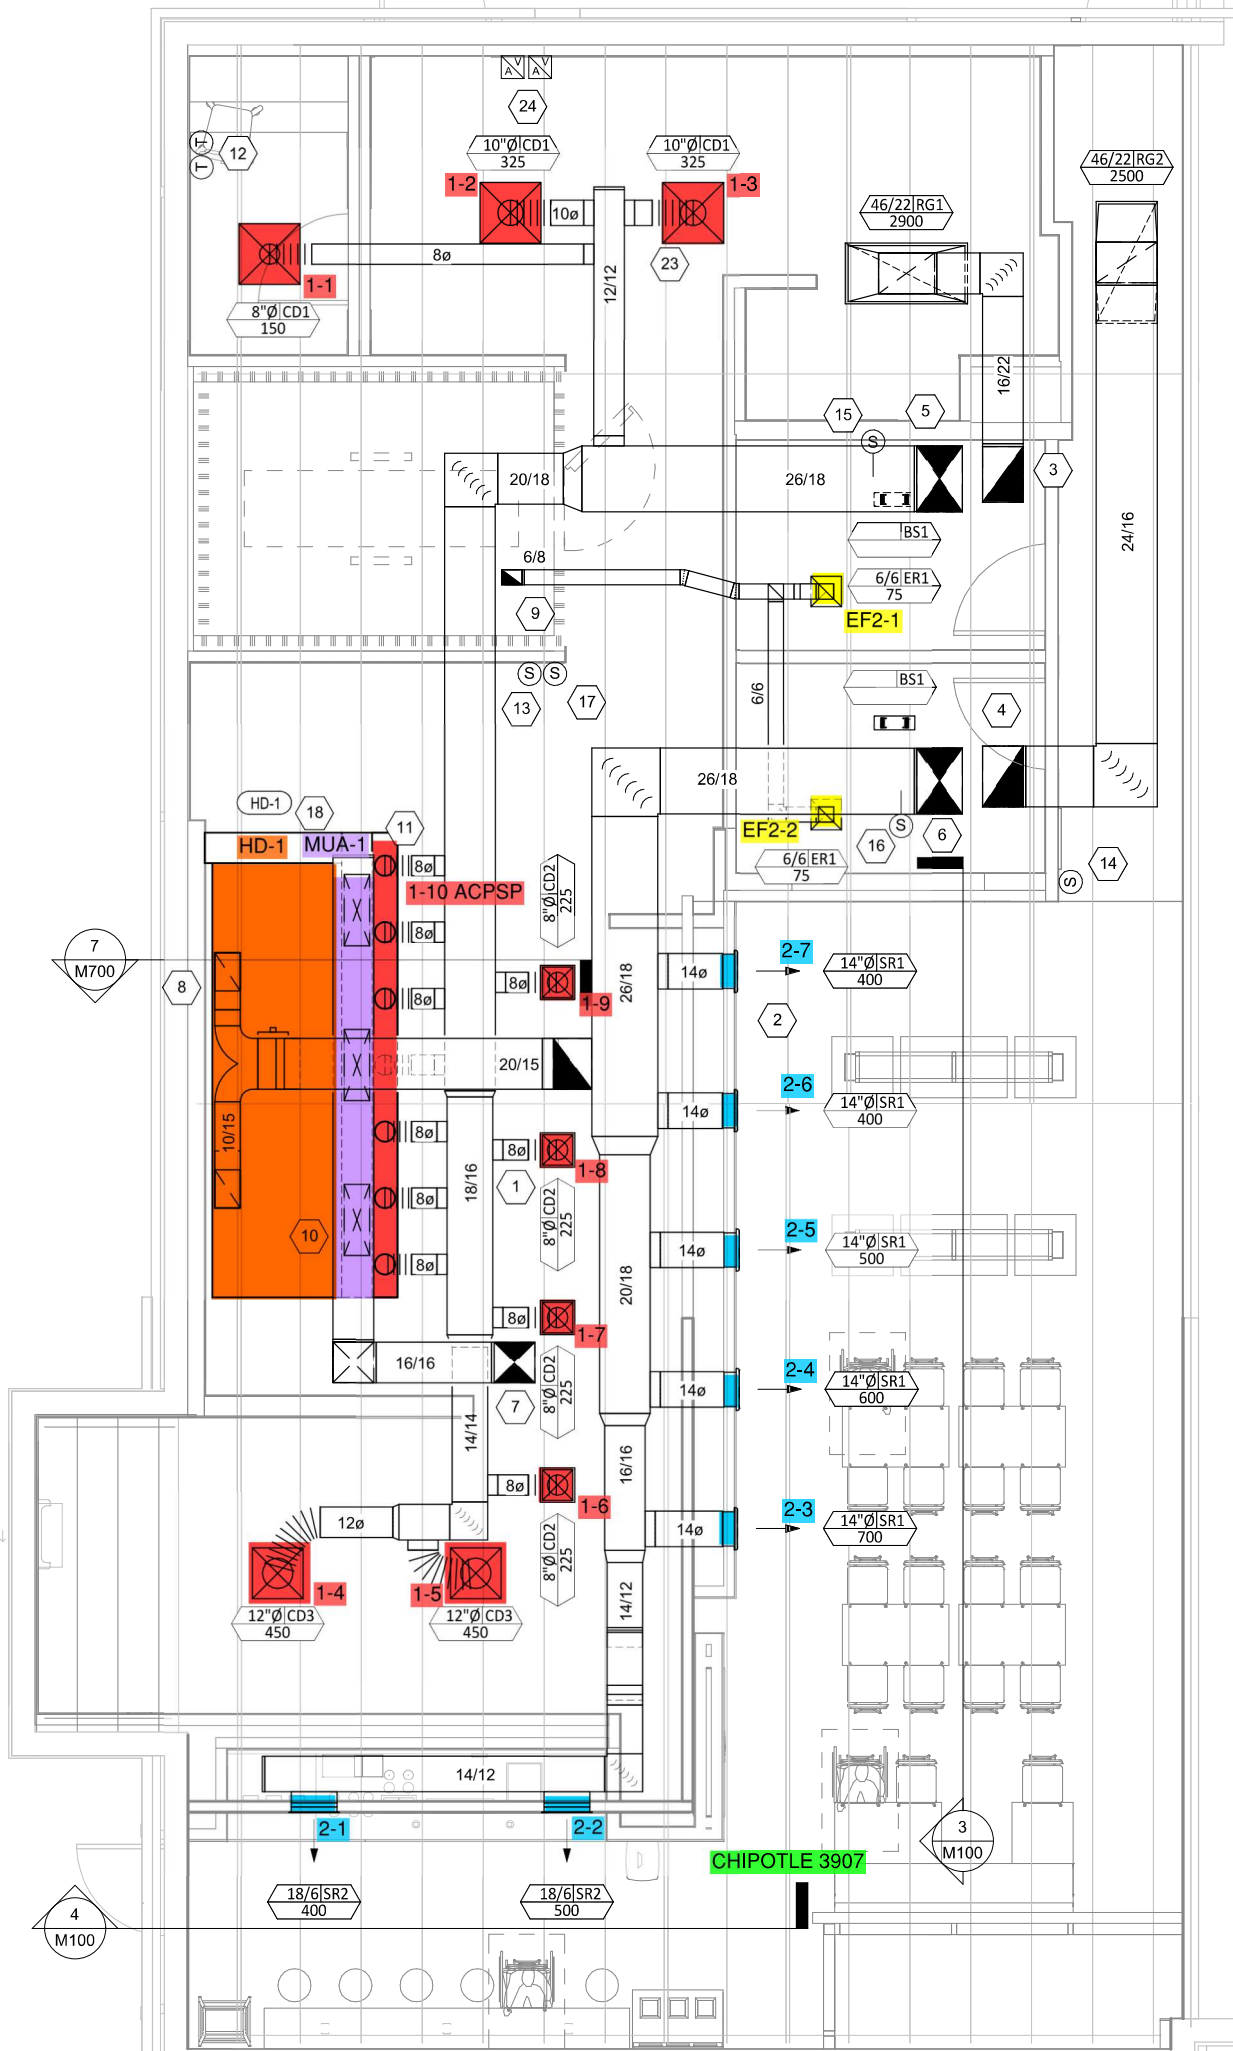 24
10"Ø CD1
325
10"Ø CD1
325
12
T
T
46/22 RG2
2500
1-2
1-3
46/22 RG1
2900
10ø
8ø
23
12/12
1-1
8"Ø CD1
150
16/22
15
5
S
3
20/18
26/18
24/16
BS1
6/8
6/6 ER1
75
9
EF2-1
S
S
13
17
6/6
BS1
4
26/18
HD-1
18
11
HD-1
MUA-1
EF2-2
S
16
6
6/6 ER1
75
14
S
8ø
1-10 ACPSP
8"Ø CD2
225
8ø
7
M700
8
8ø
8ø
1-9
26/18
14ø
2-7
14"Ø SR1
400
2
20/15
2-6
14ø
14"Ø SR1
400
10/15
8ø
8ø
1-8
18/16
1
8ø
8"Ø CD2
225
10
8ø
14ø
2-5
14"Ø SR1
500
20/18
8ø
1-7
16/16
8"Ø CD2
225
7
14ø
2-4
14"Ø SR1
600
14/14
16/16
8ø
1-6
12ø
14ø
2-3
14"Ø SR1
700
8"Ø CD2
225
1-4
1-5
12"Ø CD3
450
12"Ø CD3
450
14/12
14/12
2-1
2-2
3
M100
CHIPOTLE 3907
18/6 SR2
400
18/6 SR2
500
4
M100
A V
A V